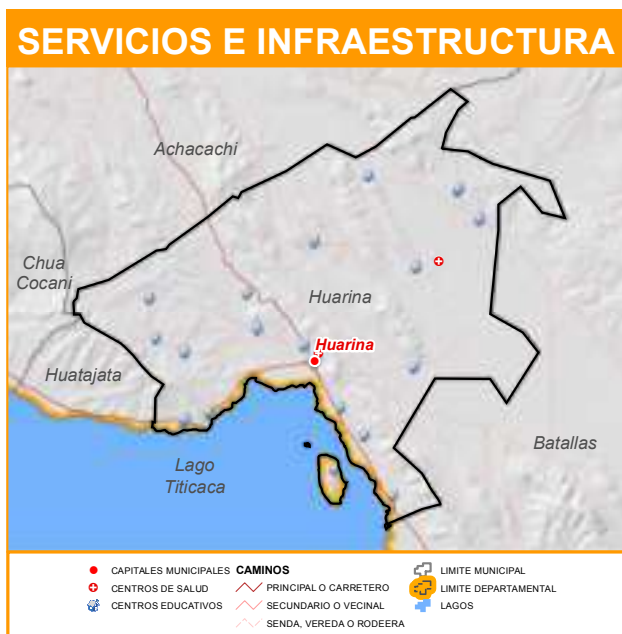 SERVICIOS E INFRAESTRUCTURA
Achacachi
Chua
Cocani
Huarina
Huarina
Huatajata
Batallas
Lago
Titicaca
CAPITALES MUNICIPALES
CENTROS DE SALUD
CENTROS EDUCATIVOS
CAMINOS
PRINCIPAL O CARRETERO
SECUNDARIO O VECINAL
SENDA, VEREDA O RODEERA
LIMITE MUNICIPAL
LIMITE DEPARTAMENTAL
LAGOS